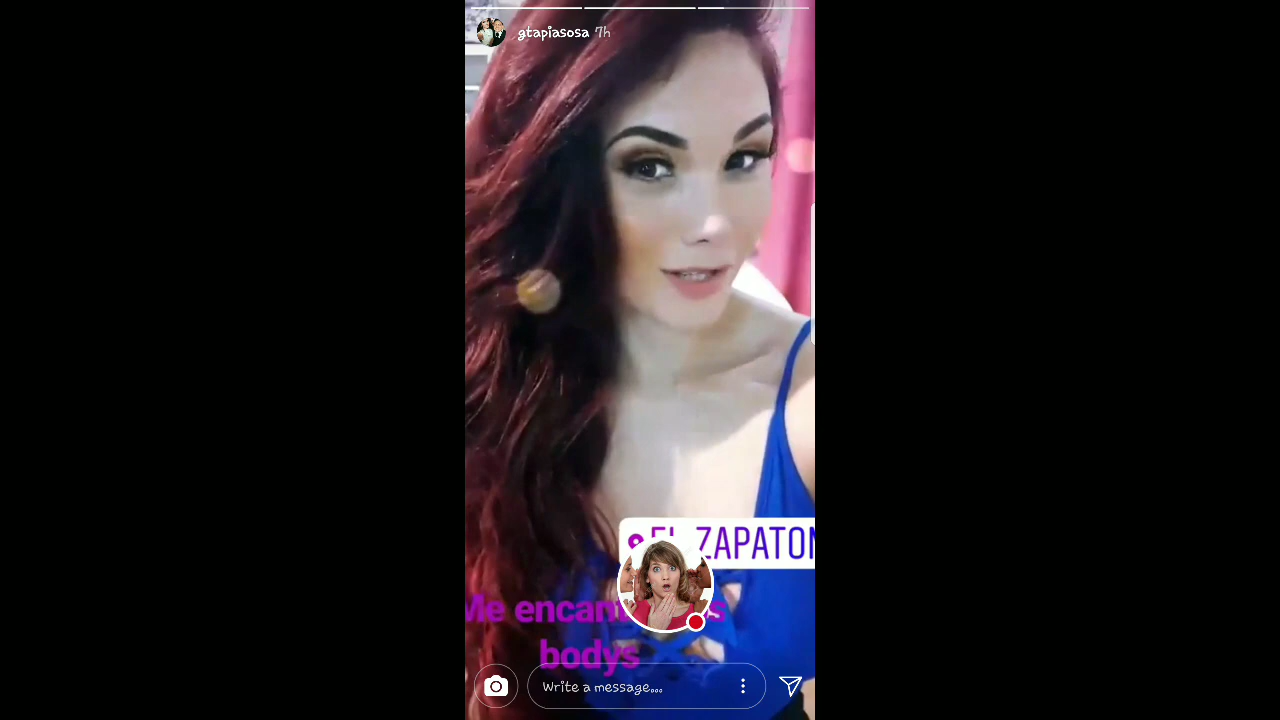 gtapiasosa 7h
EL ZAPATON
Me encant s
bodys
Write a message...